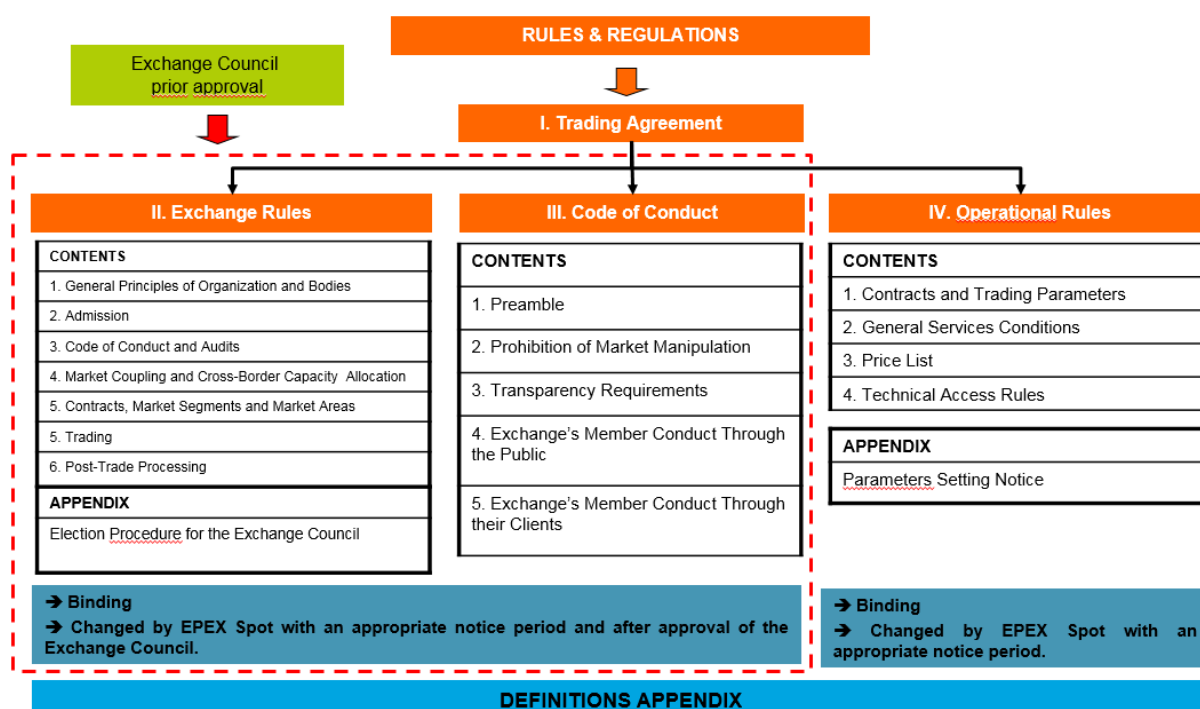 RULES & REGULATIONS
Exchange Council
prior approval
I. Trading Agreement
II. Exchange Rules
CONTENTS
1. General Principles of Organization and Bodies
2. Admission
3. Code of Conduct and Audits
4. Market Coupling and Cross-Border Capacity Allocation
5. Contracts, Market Segments and Market Areas
5. Trading
6. Post-Trade Processing
APPENDIX
Election Procedure for the Exchange Council
III. Code of Conduct
CONTENTS
1. Preamble
2. Prohibition of Market Manipulation
3. Transparency Requirements
4. Exchange's Member Conduct Through
the Public
5. Exchange's Member Conduct Through
their Clients
IV. Operational Rules
CONTENTS
1. Contracts and Trading Parameters
2. General Services Conditions
3. Price List
4. Technical Access Rules
APPENDIX
Parameters Setting Notice
➔ Binding
➔ Changed by EPEX Spot with an appropriate notice period and after approval of the
Exchange Council.
➔ Binding
➔ Changed by EPEX Spot with an
appropriate notice period.
DEFINITIONS APPENDIX